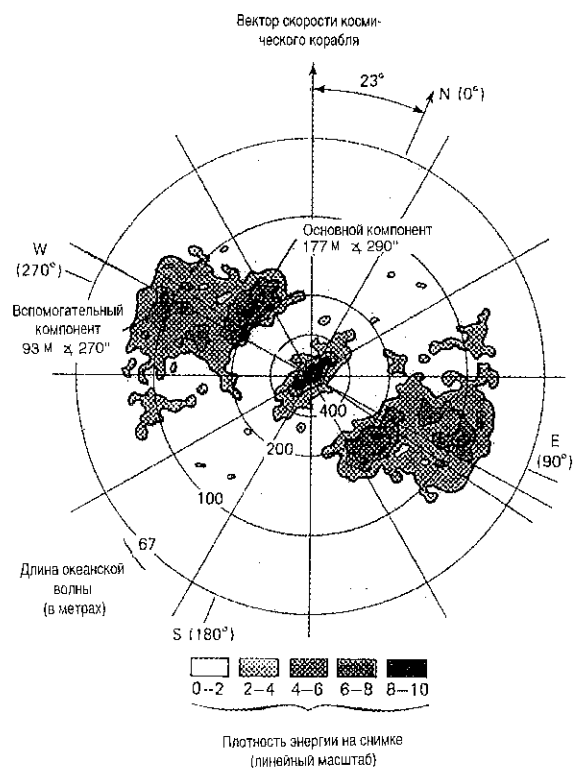 Вектор скорости косми-
ческого корабля
23°
N (0°)
Основной компонент
177 м ∡ 290"
W
(270°)
Вспомогательный
компонент
93 м ∡ 270"
400
200
100
67
E
(90°)
Длина океанской
волны
(в метрах)
S (180°)
0--2 2–4 4–6 6–8 8–10
Плотность энергии на снимке
(линейный масштаб)